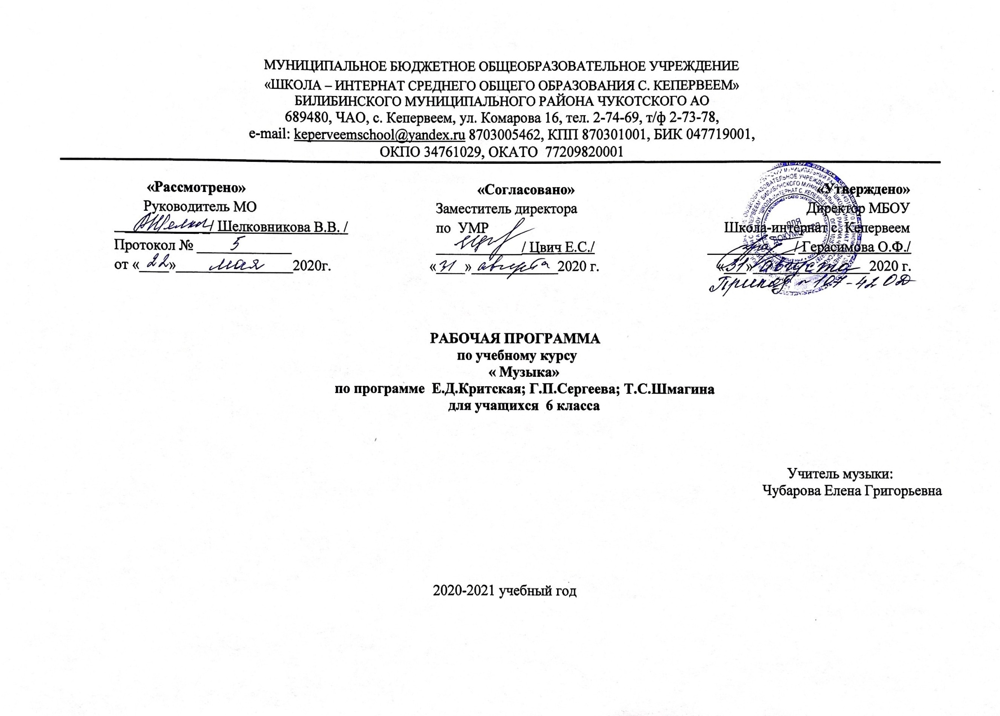 МУНИЦИПАЛЬНОЕ БЮДЖЕТНОЕ ОБЩЕОБРАЗОВАТЕЛЬНОЕ УЧРЕЖДЕНИЕ
«ШКОЛА – ИНТЕРНАТ СРЕДНЕГО ОБЩЕГО ОБРАЗОВАНИЯ С. КЕПЕРВЕЕМ»
БИЛИБИНСКОГО МУНИЦИПАЛЬНОГО РАЙОНА ЧУКОТСКОГО АО
689480, ЧАО, с. Кепервеем, ул. Комарова 16, тел. 2-74-69, т/ф 2-73-78,
e-mail: keperveemschool@yandex.ru 8703005462, КПП 870301001, БИК 047719001,
ОКПО 34761029, ОКАТО 77209820001
«Рассмотрено»
Руководитель МО
/ Шелковникова В.В. /
Протокол № 5
от «22» мая 2020г.
«Согласовано»
Заместитель директора
по УМР
/ Цвич Е.С./
«31» августа 2020 г.
«Утверждено»
Директор МБОУ
Школа-интернат с. Кепервеем
/ Герасимова О.Ф./
«31» августа 2020 г.
Приказ № 107-42 ОД
ДЛЯ
РАБОЧАЯ ПРОГРАММА
по учебному курсу
« Музыка»
по программе Е.Д.Критская; Г.П.Сергеева; Т.С.Шмагина
для учащихся 6 класса
Учитель музыки:
Чубарова Елена Григорьевна
2020-2021 учебный год